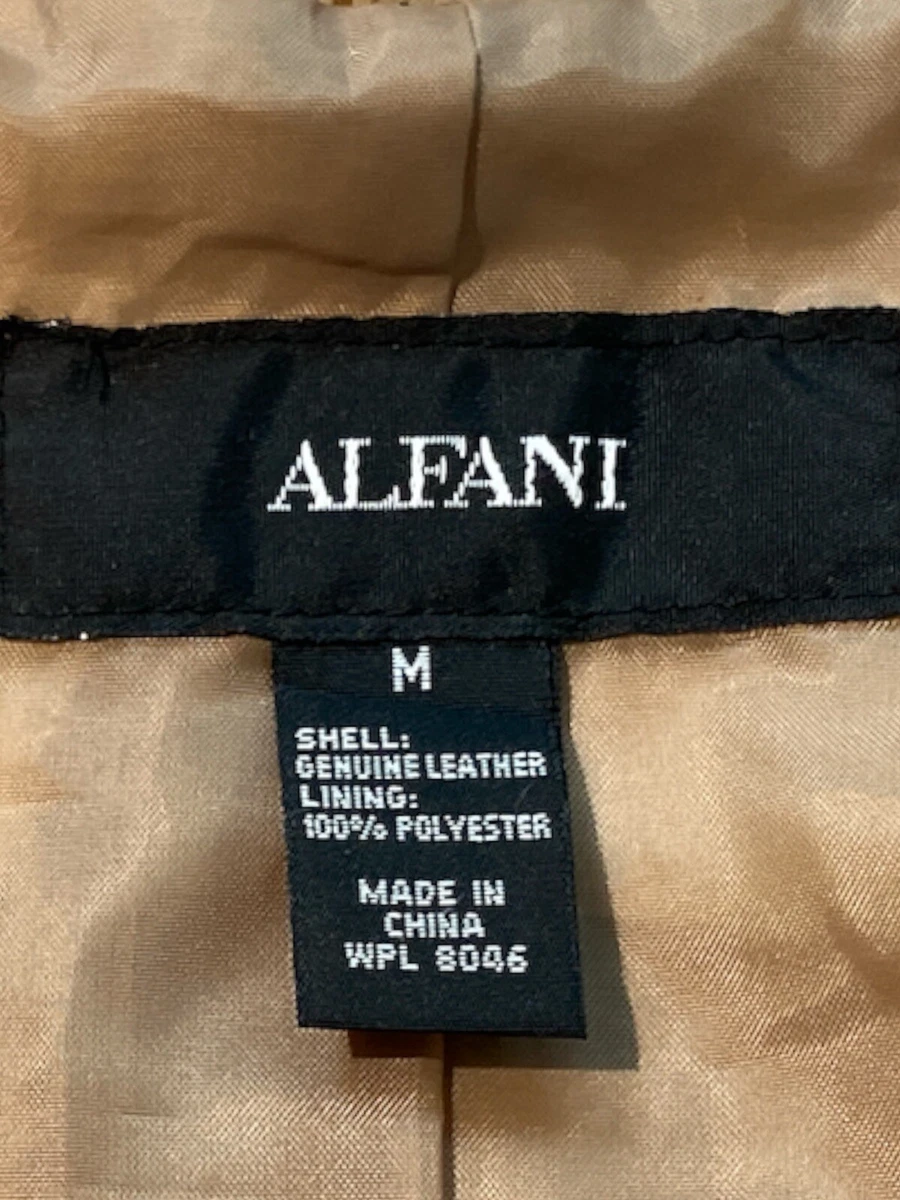 ALFANI
M
SHELL:
GENUINE LEATHER
LINING:
100% POLYESTER
MADE IN
CHINA
WPL 8046